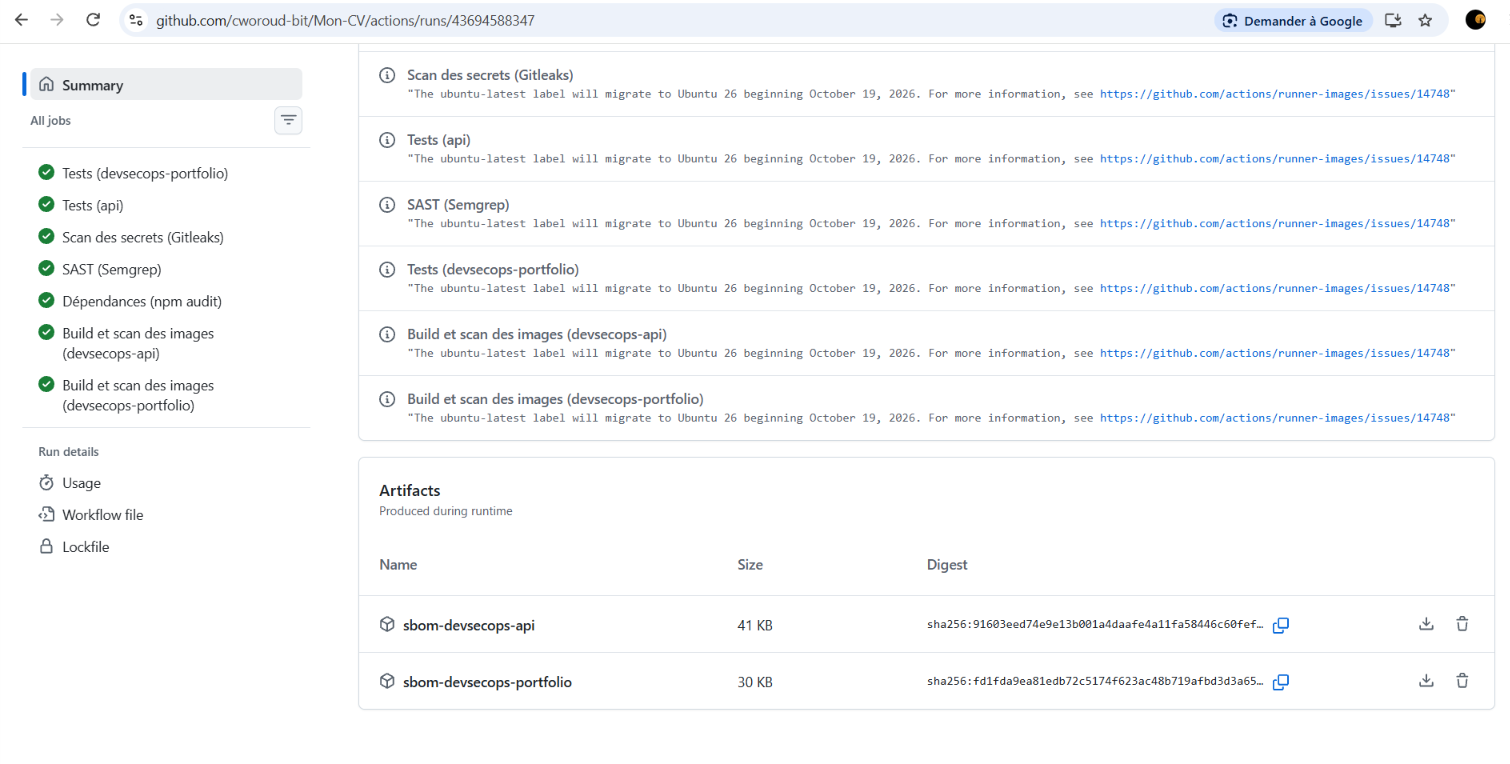 github.com/cworoud-bit/Mon-CV/actions/runs/43694588347
Demander à Google
Summary
All jobs
Tests (devsecops-portfolio)
Tests (api)
Scan des secrets (Gitleaks)
SAST (Semgrep)
Dépendances (npm audit)
Build et scan des images
(devsecops-api)
Build et scan des images
(devsecops-portfolio)
Run details
Usage
Workflow file
Lockfile
Scan des secrets (Gitleaks)
"The ubuntu-latest label will migrate to Ubuntu 26 beginning October 19, 2026. For more information, see https://github.com/actions/runner-images/issues/14748"
Tests (api)
"The ubuntu-latest label will migrate to Ubuntu 26 beginning October 19, 2026. For more information, see https://github.com/actions/runner-images/issues/14748"
SAST (Semgrep)
"The ubuntu-latest label will migrate to Ubuntu 26 beginning October 19, 2026. For more information, see https://github.com/actions/runner-images/issues/14748"
Tests (devsecops-portfolio)
"The ubuntu-latest label will migrate to Ubuntu 26 beginning October 19, 2026. For more information, see https://github.com/actions/runner-images/issues/14748"
Build et scan des images (devsecops-api)
"The ubuntu-latest label will migrate to Ubuntu 26 beginning October 19, 2026. For more information, see https://github.com/actions/runner-images/issues/14748"
Build et scan des images (devsecops-portfolio)
"The ubuntu-latest label will migrate to Ubuntu 26 beginning October 19, 2026. For more information, see https://github.com/actions/runner-images/issues/14748"
Artifacts
Produced during runtime
Name Size Digest
sbom-devsecops-api 41 KB sha256:91603eed74e9e13b001a4daafe4a11fa58446c60fef…
sbom-devsecops-portfolio 30 KB sha256:fd1fda9ea81edb72c5174f623ac48b719afbd3d3a65…